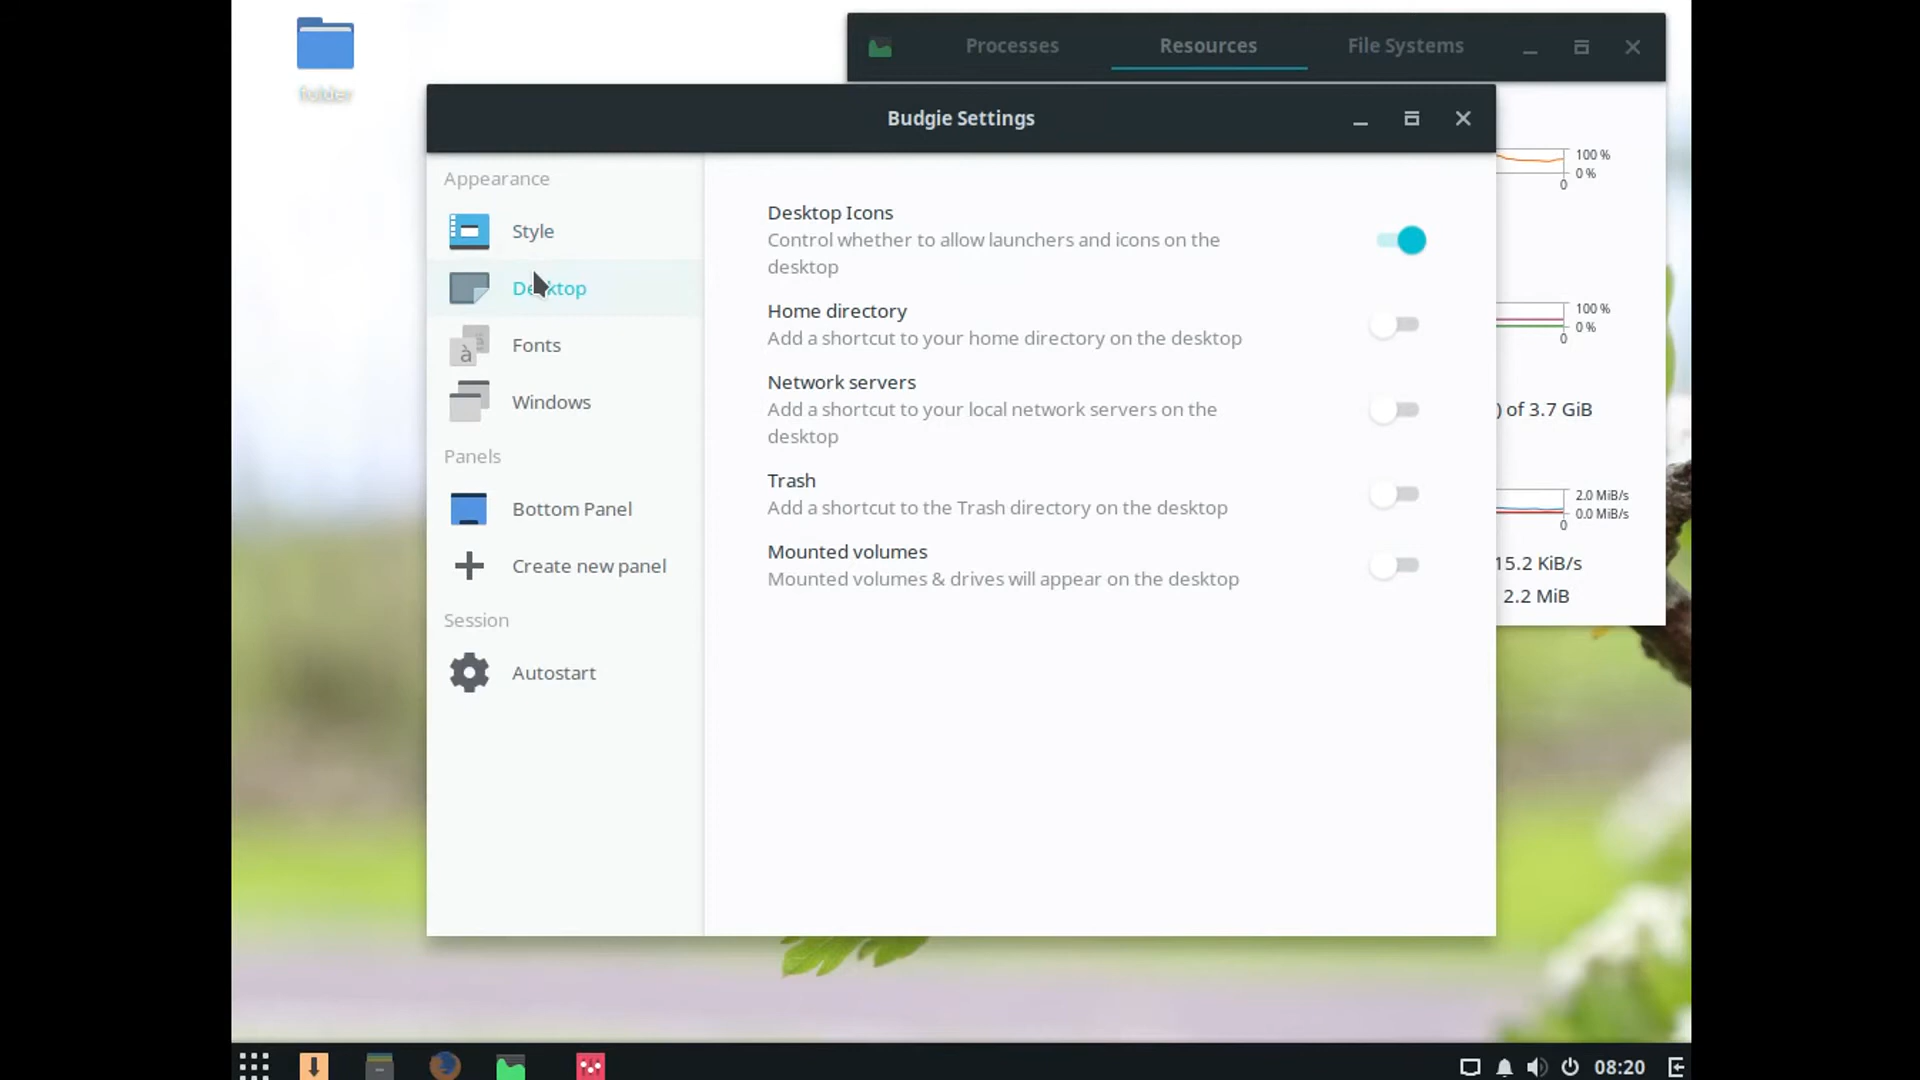 folder
Processes
Resources
File Systems
Budgie Settings
Appearance
Style
Desktop
Fonts
Windows
Panels
Bottom Panel
Create new panel
Session
Autostart
Desktop Icons
Control whether to allow launchers and icons on the
desktop
Home directory
Add a shortcut to your home directory on the desktop
Network servers
Add a shortcut to your local network servers on the
desktop
Trash
Add a shortcut to the Trash directory on the desktop
Mounted volumes
Mounted volumes & drives will appear on the desktop
100 %
0 %
0
100 %
0 %
0
) of 3.7 GiB
2.0 MiB/s
0.0 MiB/s
0
15.2 KiB/s
2.2 MiB
08:20